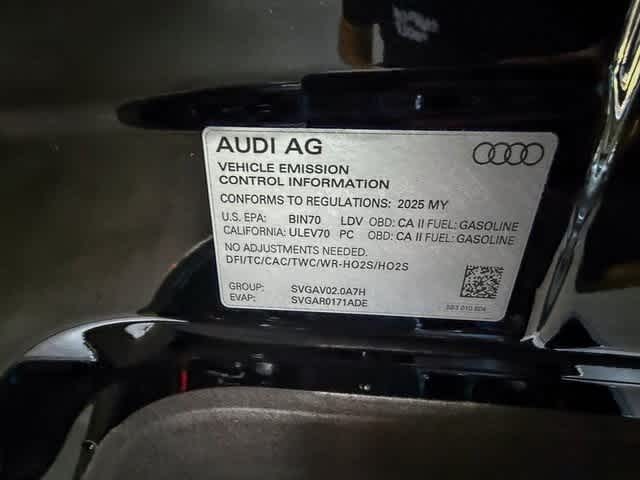 AUDI AG
VEHICLE EMISSION
CONTROL INFORMATION
CONFORMS TO REGULATIONS: 2025 MY
U.S. EPA: BIN70 LDV OBD: CA II FUEL: GASOLINE
CALIFORNIA: ULEV70 PC OBD: CA II FUEL: GASOLINE
NO ADJUSTMENTS NEEDED.
DFI/TC/CAC/TWC/WR-HO2S/HO2S
GROUP: SVGAV02.0A7H
EVAP: SVGAR0171ADE